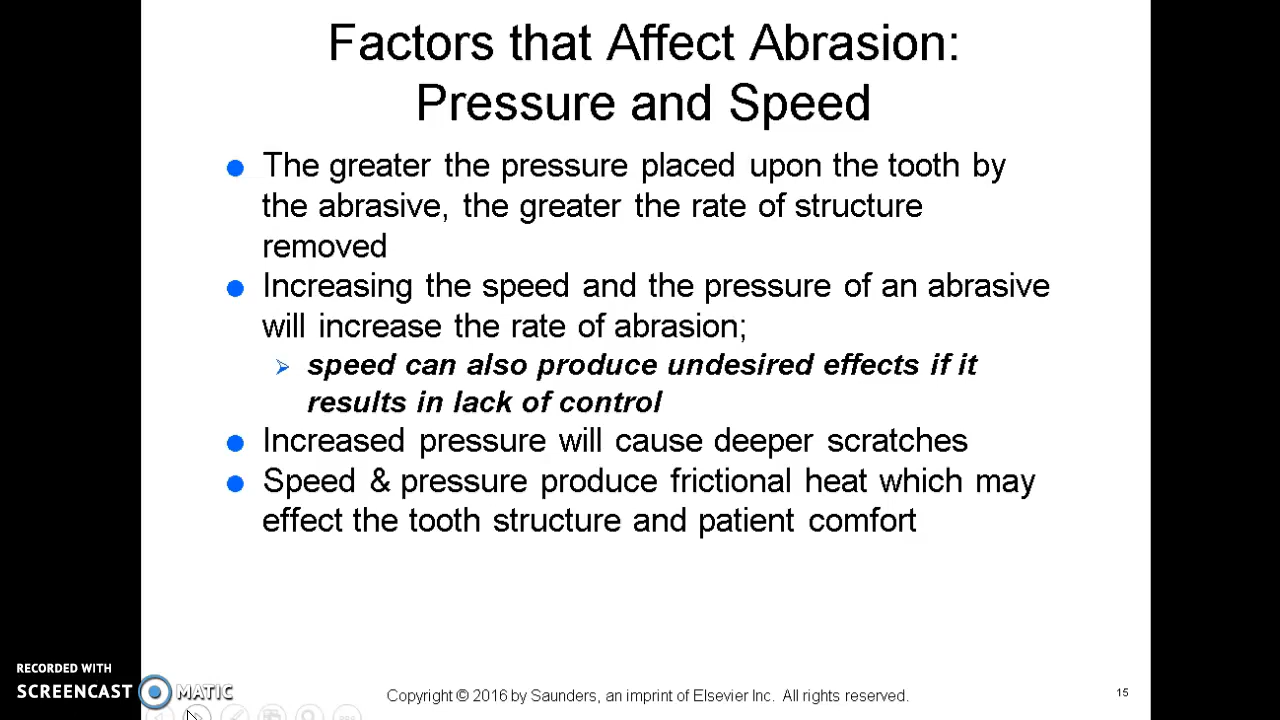 Factors that Affect Abrasion:
Pressure and Speed
The greater the pressure placed upon the tooth by
the abrasive, the greater the rate of structure
removed
Increasing the speed and the pressure of an abrasive
will increase the rate of abrasion;
speed can also produce undesired effects if it
results in lack of control
Increased pressure will cause deeper scratches
Speed & pressure produce frictional heat which may
effect the tooth structure and patient comfort
RECORDED WITH
SCREENCAST MATIC
Copyright © 2016 by Saunders, an imprint of Elsevier Inc. All rights reserved.
15